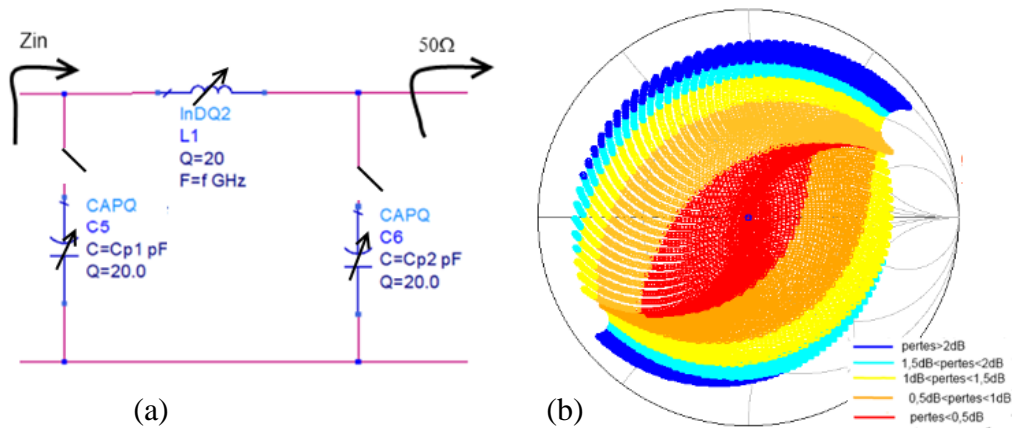 Zin
50Ω
InDQ2
L1
Q=20
F=f GHz
CAPQ
C5
C=Cp1 pF
Q=20.0
CAPQ
C6
C=Cp2 pF
Q=20.0
(a)
(b)
pertes>2dB
1,5dB<pertes<2dB
1dB<pertes<1,5dB
0,5dB<pertes<1dB
pertes<0,5dB